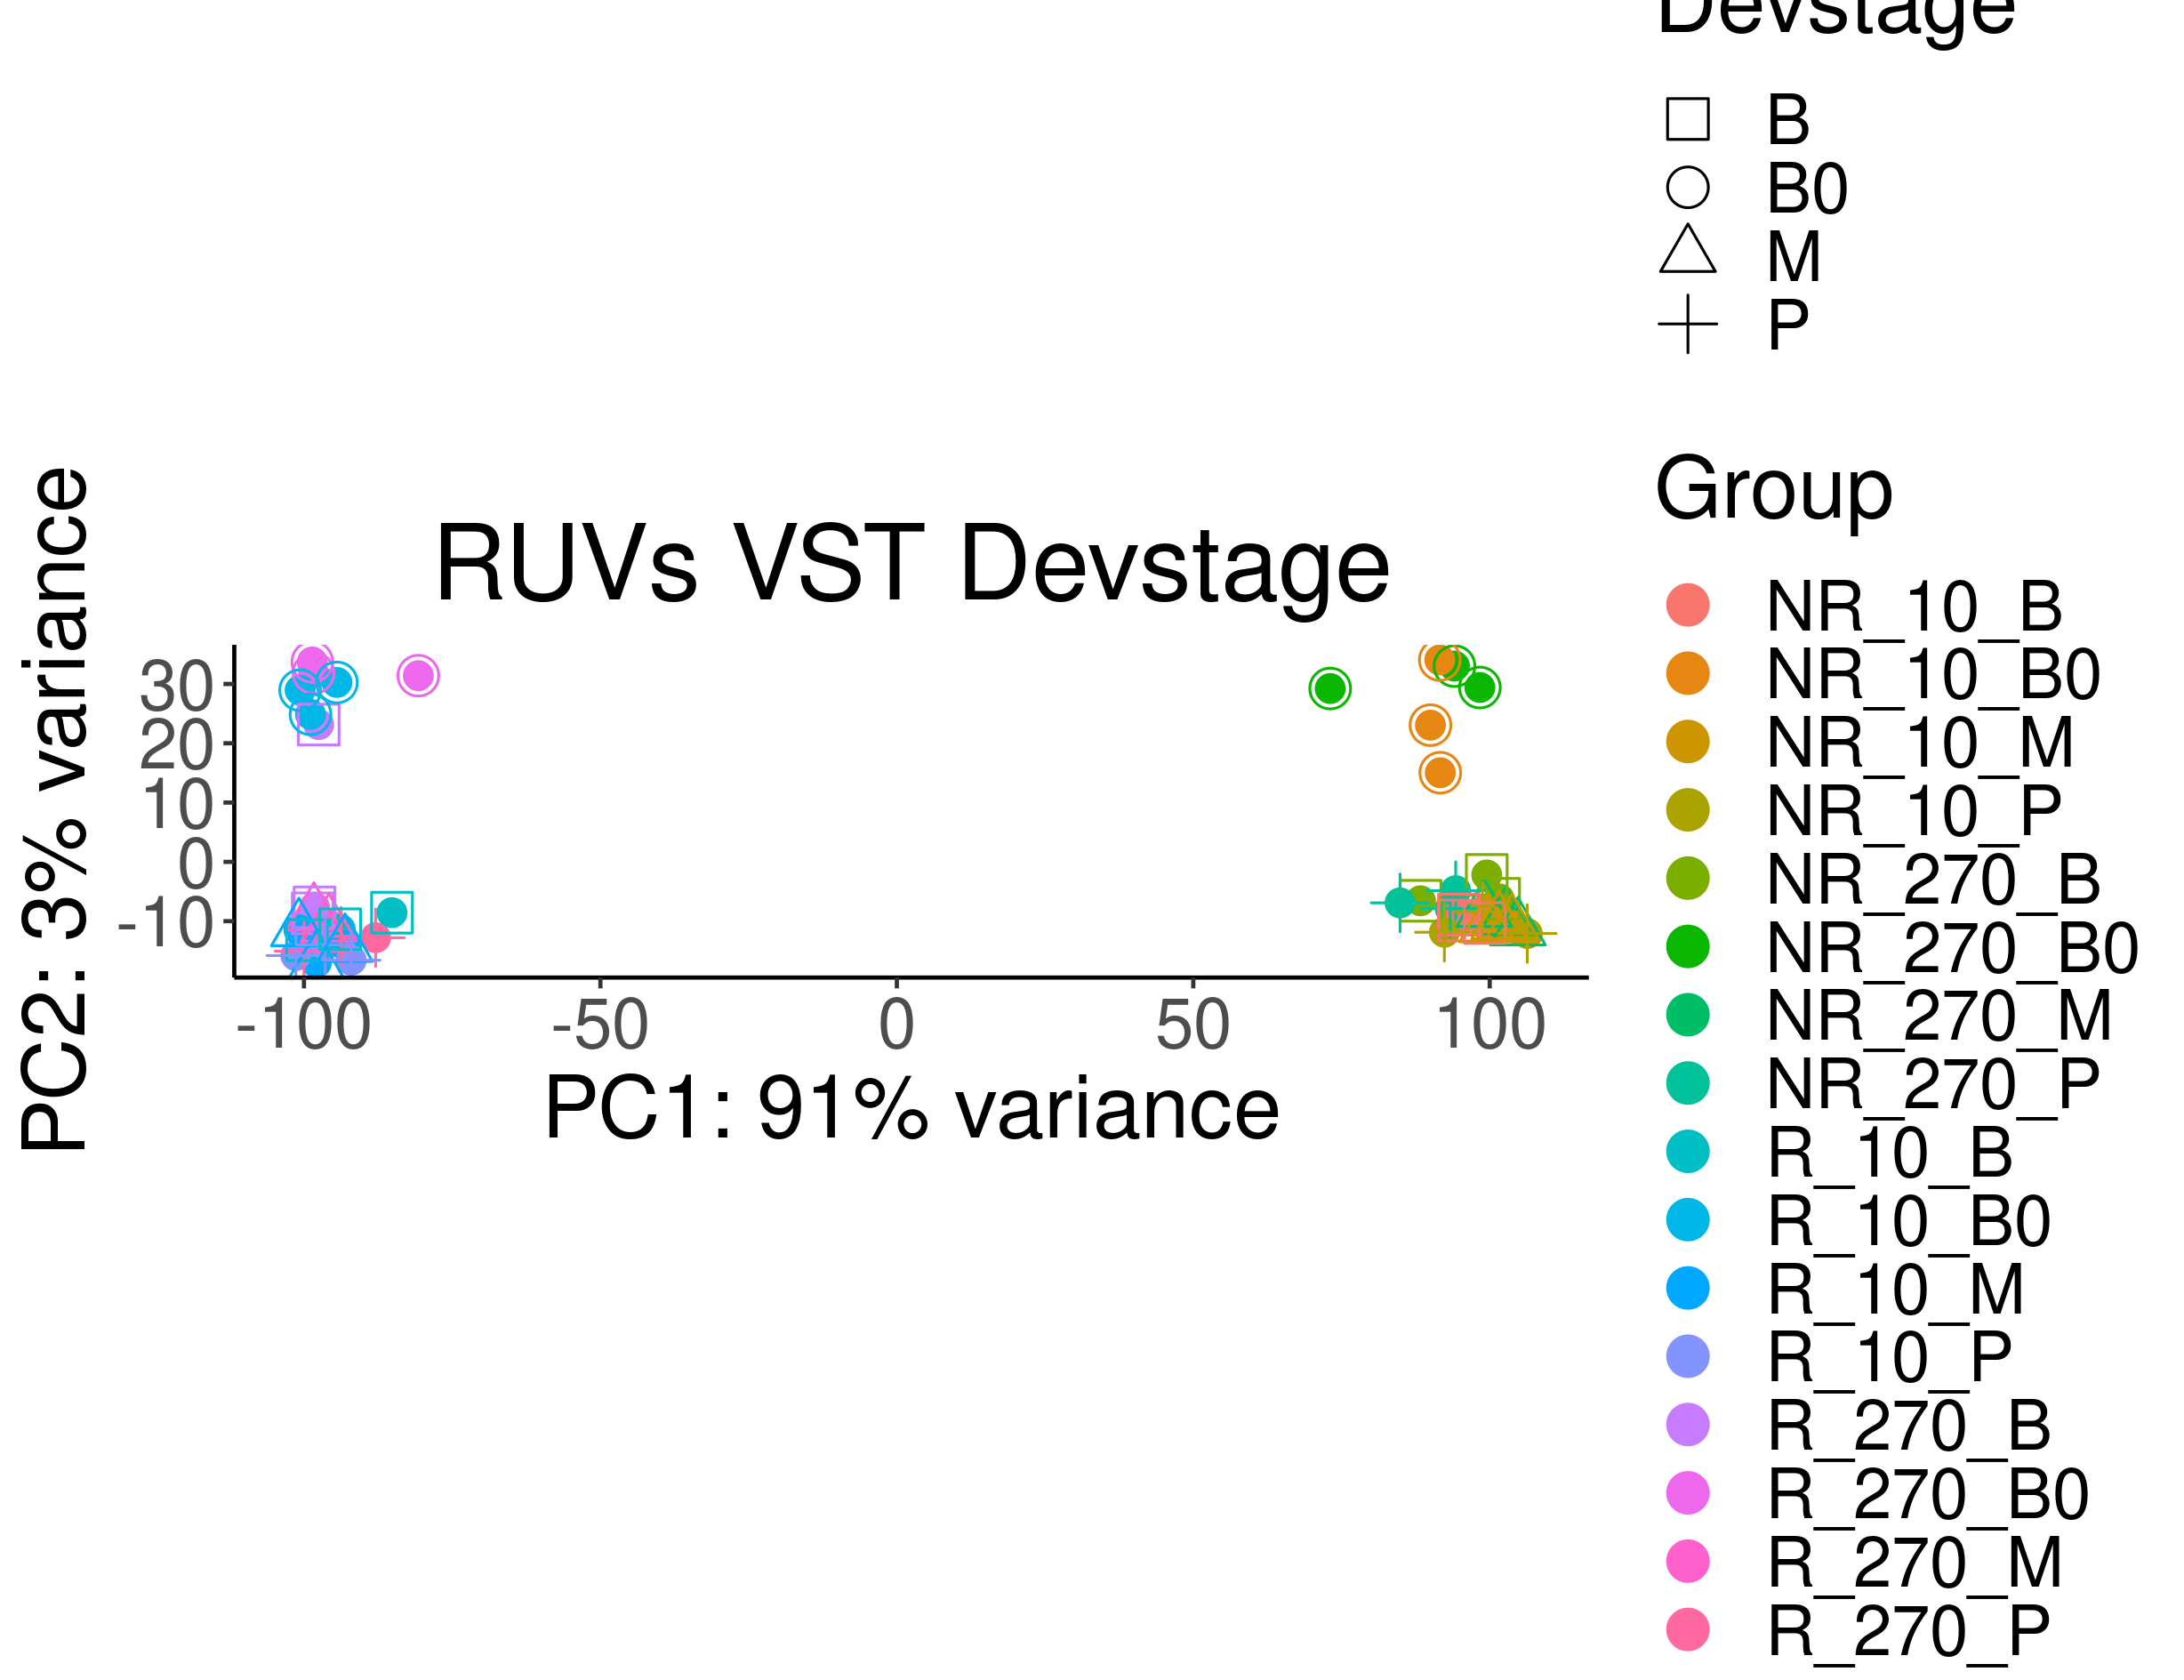 Devstage
B
B0
M
P
Group
NR_10_B
NR_10_B0
NR_10_M
NR_10_P
NR_270_B
NR_270_B0
NR_270_M
NR_270_P
R_10_B
R_10_B0
R_10_M
R_10_P
R_270_B
R_270_B0
R_270_M
R_270_P
RUVs VST Devstage
PC2: 3% variance
30
20
10
0
-10
-100 -50 0 50 100
PC1: 91% variance